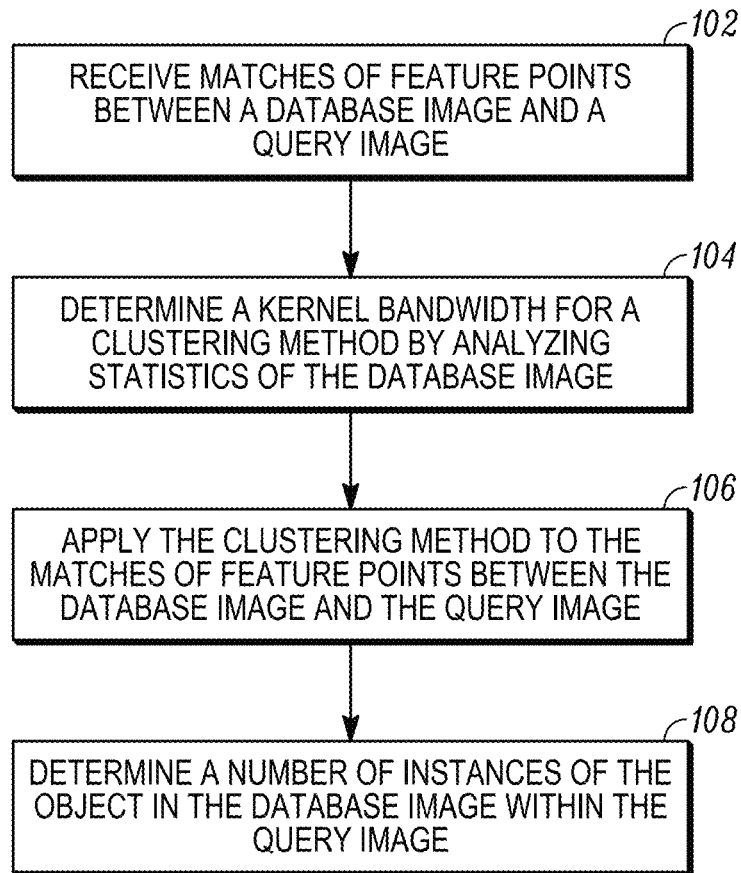 102
RECEIVE MATCHES OF FEATURE POINTS
BETWEEN A DATABASE IMAGE AND A
QUERY IMAGE
104
DETERMINE A KERNEL BANDWIDTH FOR A
CLUSTERING METHOD BY ANALYZING
STATISTICS OF THE DATABASE IMAGE
106
APPLY THE CLUSTERING METHOD TO THE
MATCHES OF FEATURE POINTS BETWEEN THE
DATABASE IMAGE AND THE QUERY IMAGE
108
DETERMINE A NUMBER OF INSTANCES OF THE
OBJECT IN THE DATABASE IMAGE WITHIN THE
QUERY IMAGE